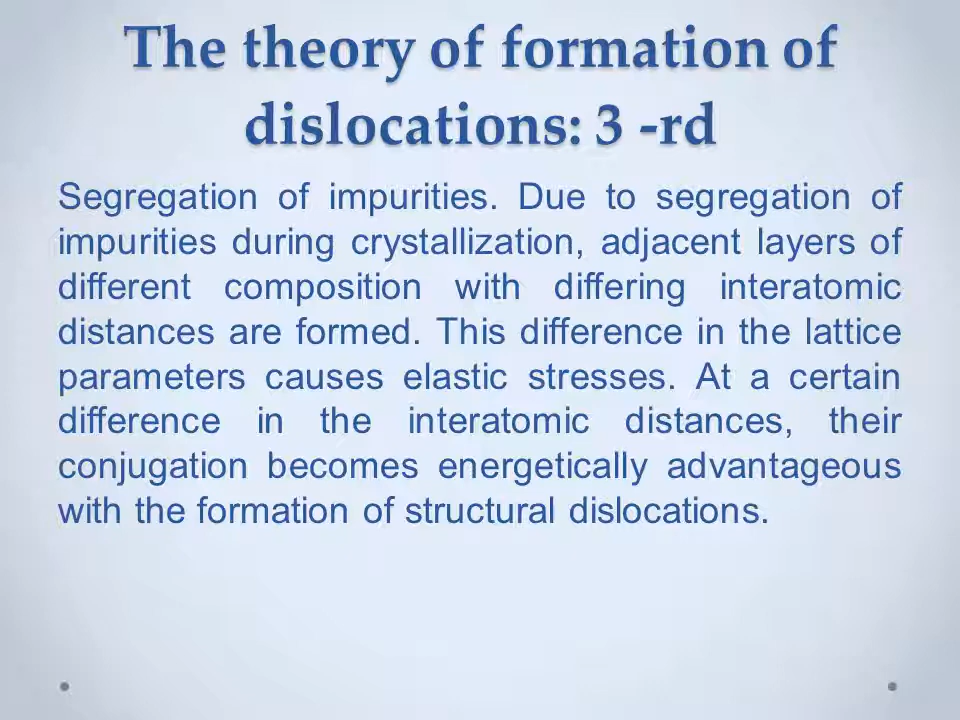 The theory of formation of
dislocations: 3 -rd
Segregation of impurities. Due to segregation of
impurities during crystallization, adjacent layers of
different composition with differing interatomic
distances are formed. This difference in the lattice
parameters causes elastic stresses. At a certain
difference in the interatomic distances, their
conjugation becomes energetically advantageous
with the formation of structural dislocations.